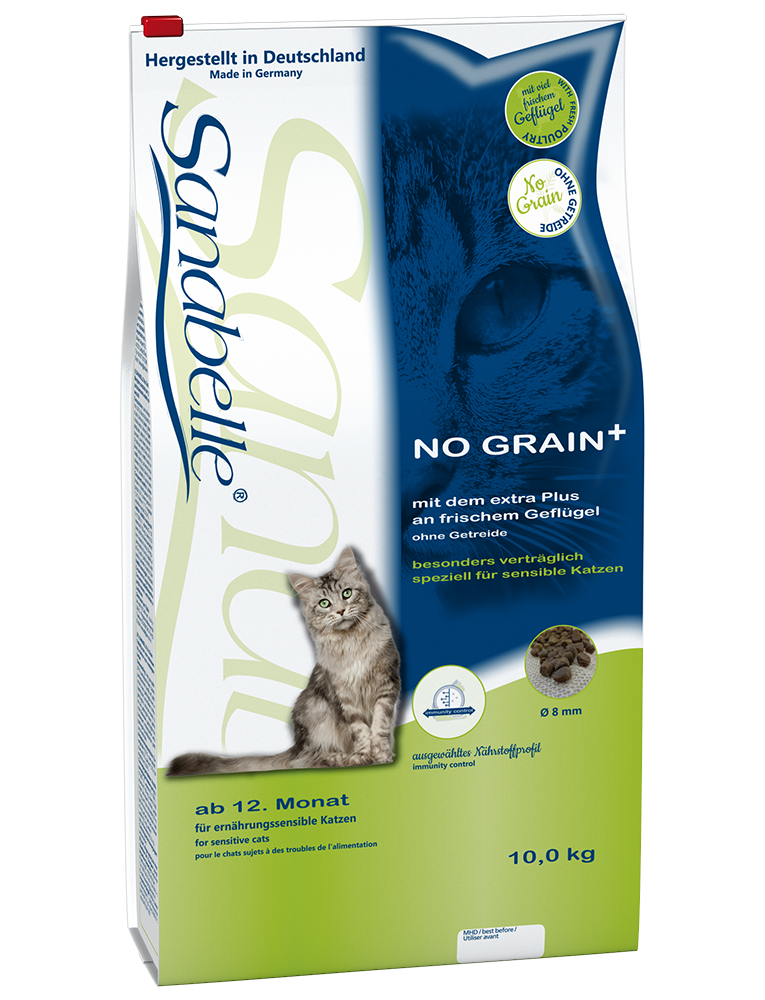 Hergestellt in Deutschland
Made in Germany
Sanabelle®
Sana
mit viel
frischem
Geflügel
WITH FRESH POULTRY
No
Grain
OHNE GETREIDE
NO GRAIN+
mit dem extra Plus
an frischem Geflügel
ohne Getreide
besonders verträglich
speziell für sensible Katzen
immunity control
Ø 8 mm
ausgewähltes Nährstoffprofil
immunity control
ab 12. Monat
für ernährungssensible Katzen
for sensitive cats
pour le chats sujets à des troubles de l'alimentation
10,0 kg
MHD / best before /
Utiliser avant